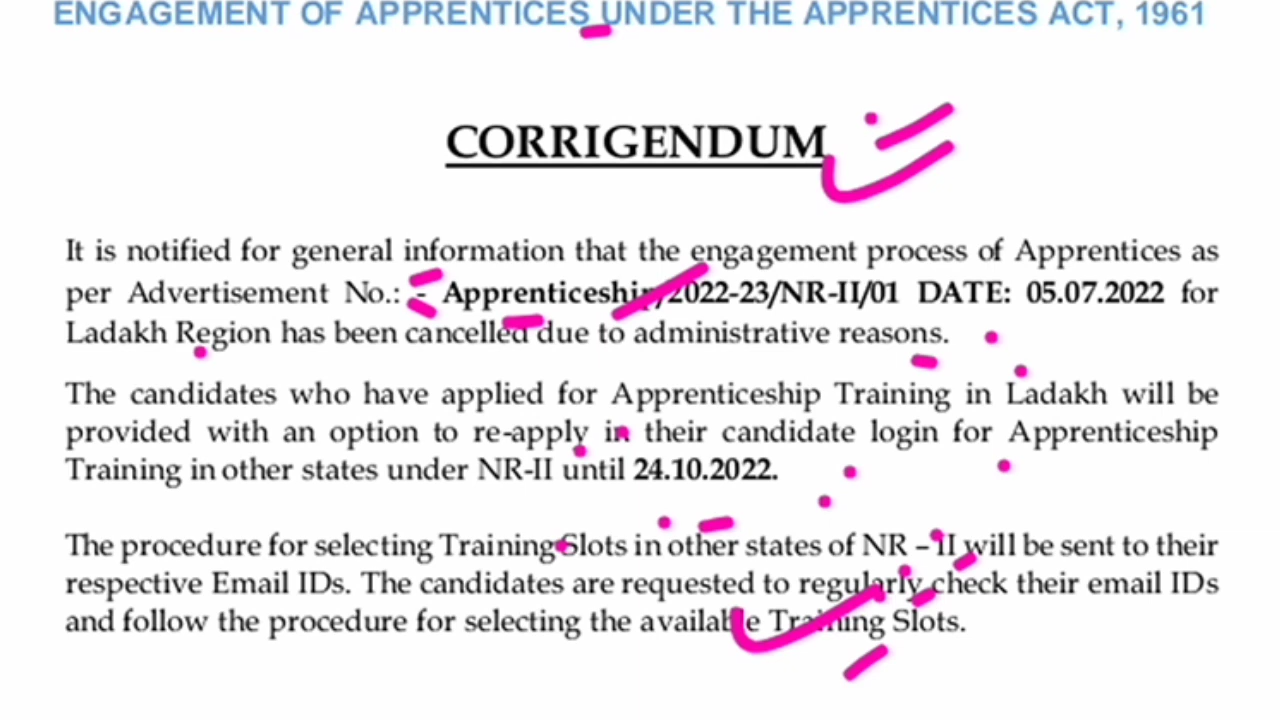 ENGAGEMENT OF APPRENTICES UNDER THE APPRENTICES ACT, 1961
CORRIGENDUM
It is notified for general information that the engagement process of Apprentices as
per Advertisement No.: - Apprenticeship/2022-23/NR-II/01 DATE: 05.07.2022 for
Ladakh Region has been cancelled due to administrative reasons.
The candidates who have applied for Apprenticeship Training in Ladakh will be
provided with an option to re-apply in their candidate login for Apprenticeship
Training in other states under NR-II until 24.10.2022.
The procedure for selecting Training Slots in other states of NR – II will be sent to their
respective Email IDs. The candidates are requested to regularly check their email IDs
and follow the procedure for selecting the available Training Slots.